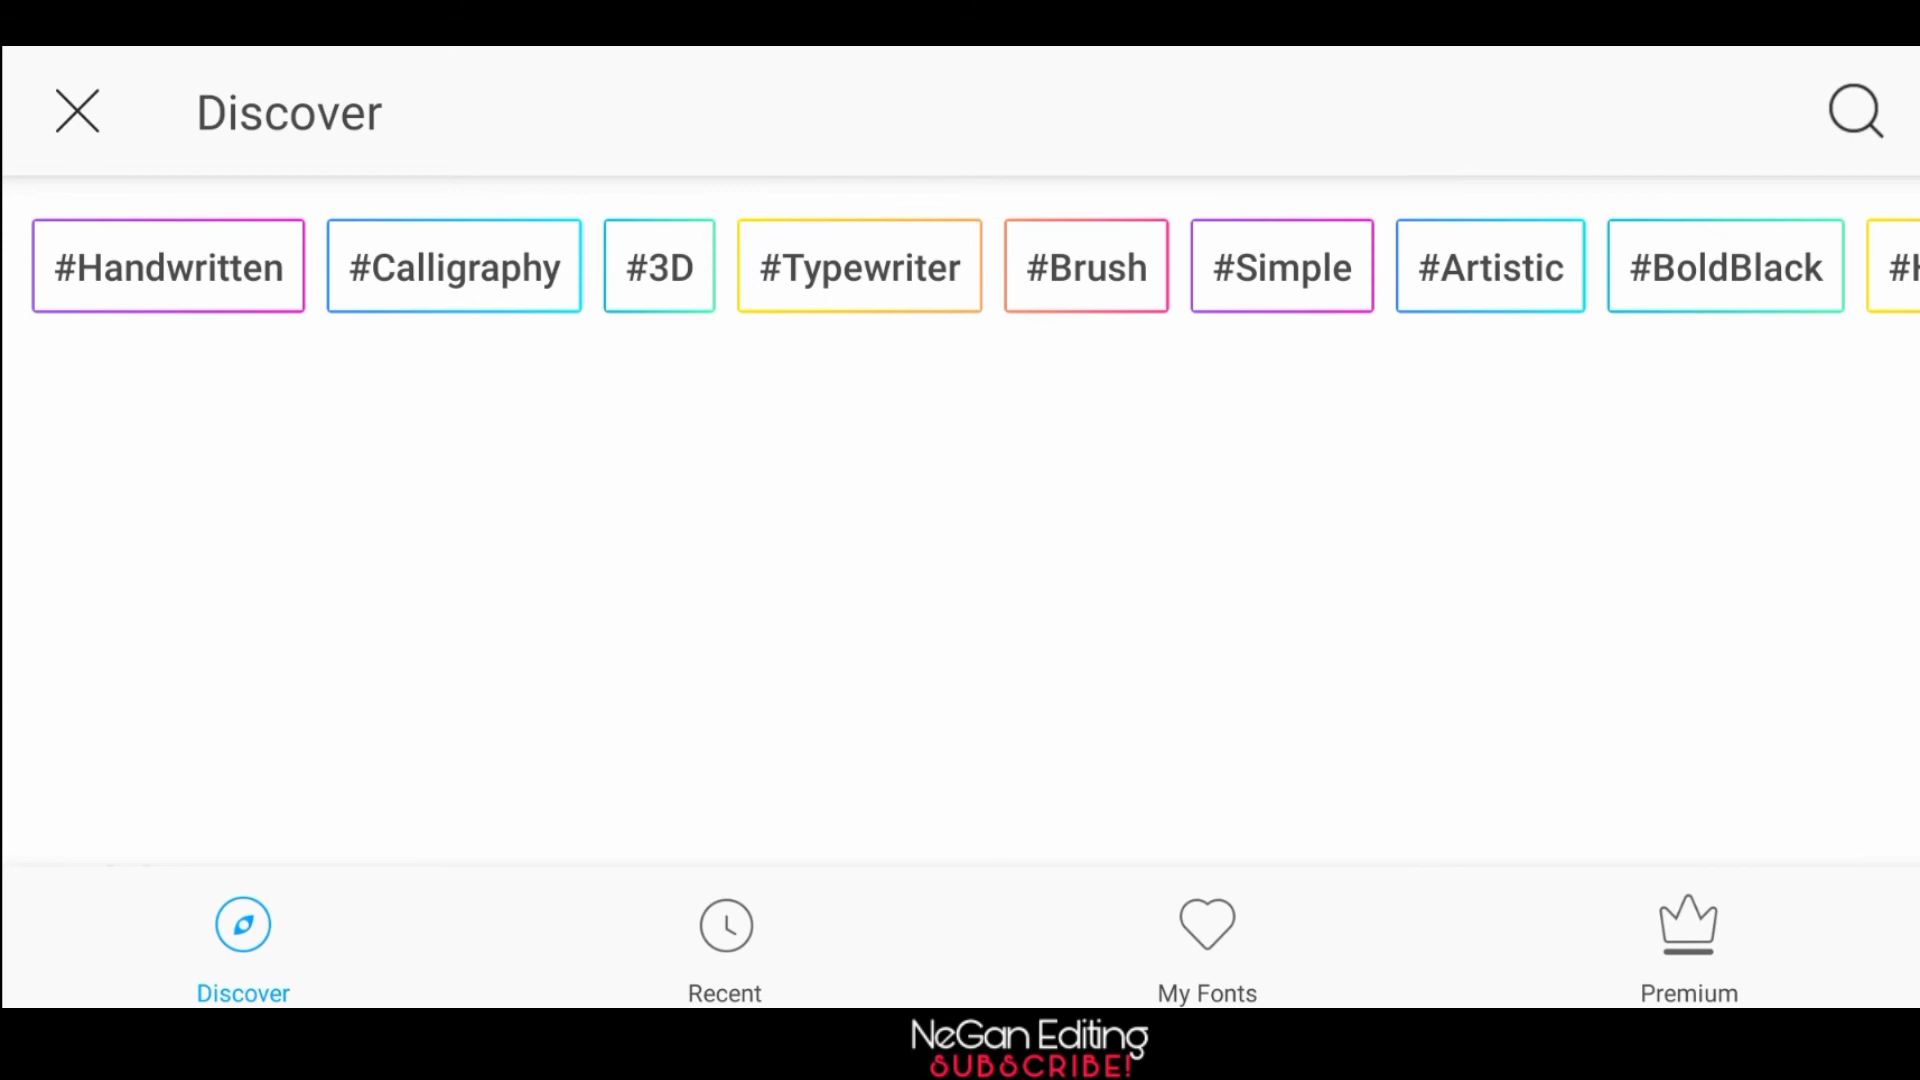 Discover
#Handwritten #Calligraphy #3D #Typewriter #Brush #Simple #Artistic #BoldBlack
Discover Recent My Fonts Premium
NeGan Editing
SUBSCRIBE!